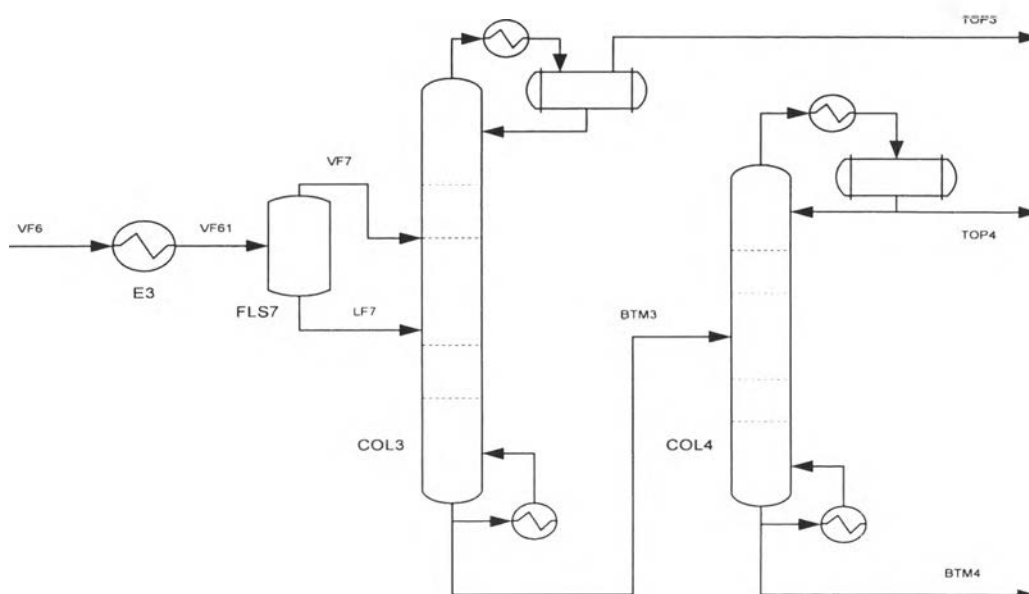 TOP3
VF7
VF6
VF61
TOP4
E3
FLS7
LF7
BTM3
COL3
COL4
BTM4